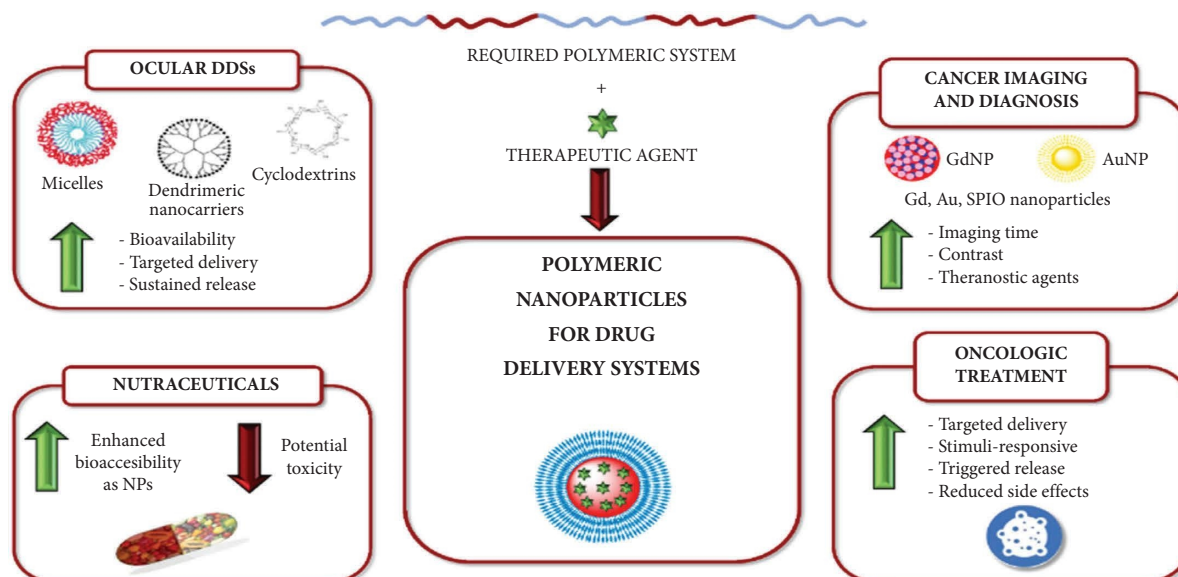 REQUIRED POLYMERIC SYSTEM
+
THERAPEUTIC AGENT
OCULAR DDSs
Micelles
Dendrimeric
nanocarriers
Cyclodextrins
- Bioavailability
- Targeted delivery
- Sustained release
NUTRACEUTICALS
Enhanced
bioaccesibility
as NPs
Potential
toxicity
POLYMERIC
NANOPARTICLES
FOR DRUG
DELIVERY SYSTEMS
CANCER IMAGING
AND DIAGNOSIS
GdNP
AuNP
Gd, Au, SPIO nanoparticles
- Imaging time
- Contrast
- Theranostic agents
ONCOLOGIC
TREATMENT
- Targeted delivery
- Stimuli-responsive
- Triggered release
- Reduced side effects